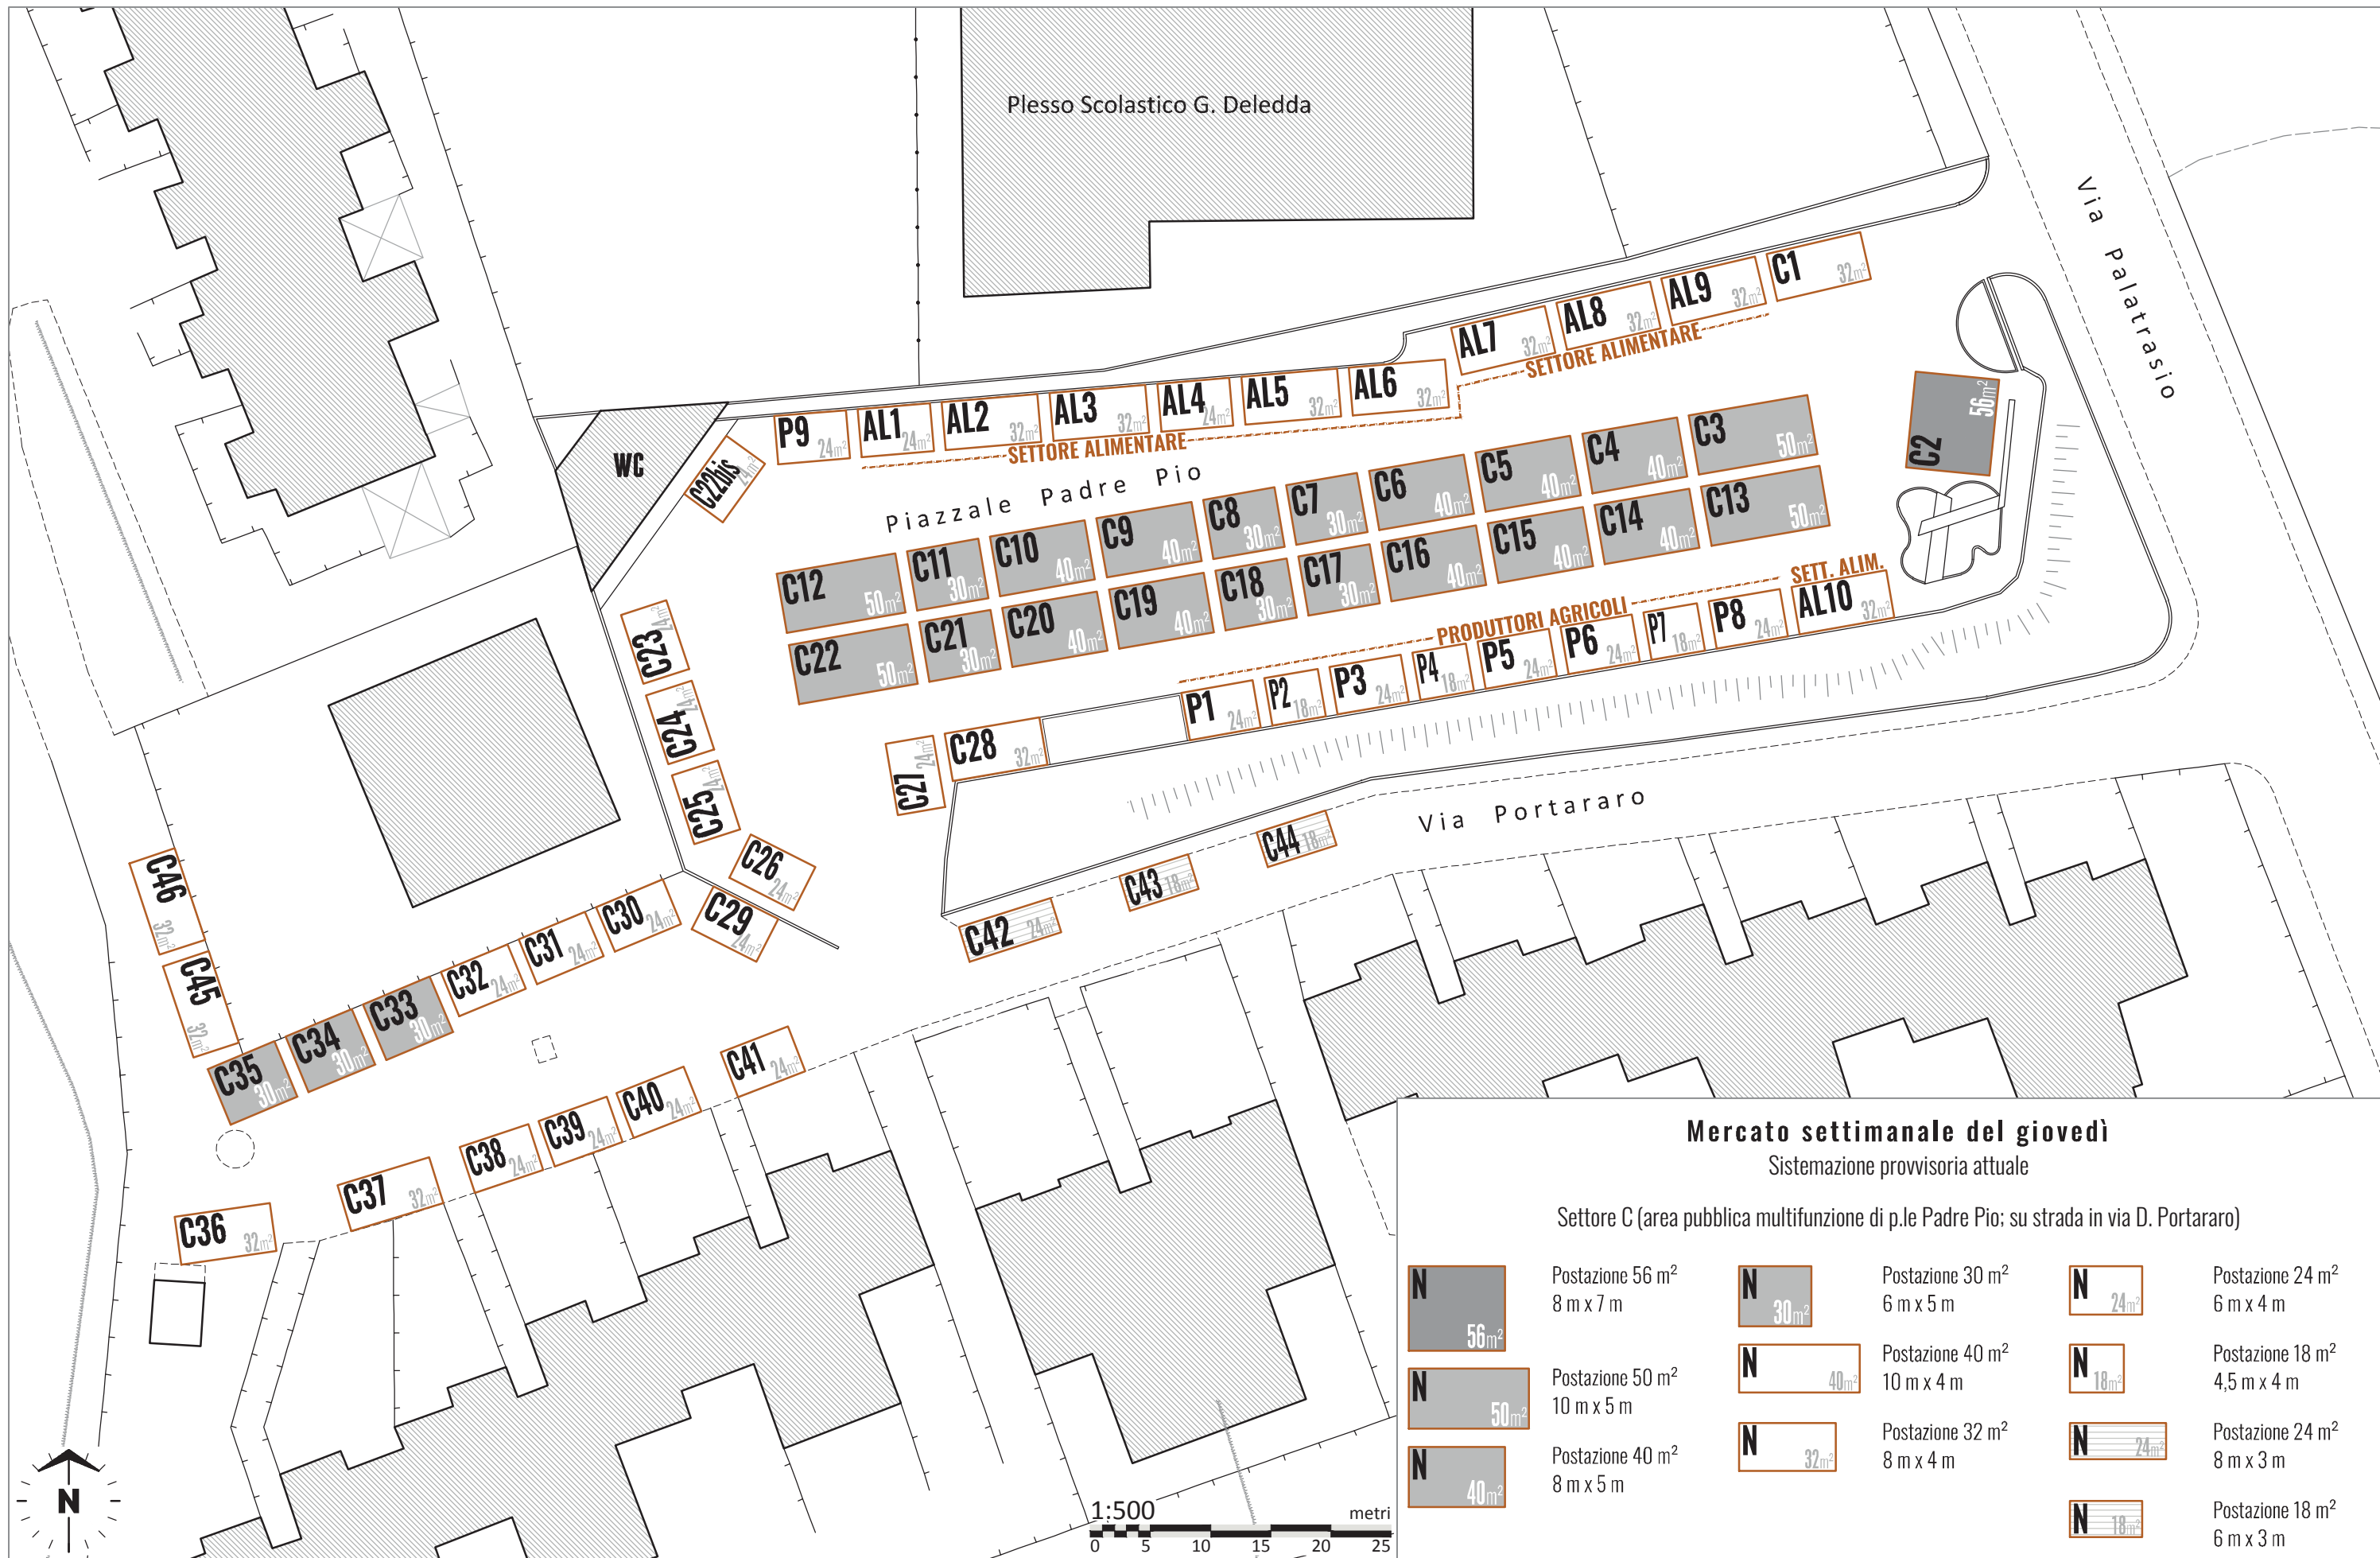 Plesso Scolastico G. Deledda
Via Palatrasio
C1 32m²
AL9 32m²
AL8 32m²
AL7 32m²
SETTORE ALIMENTARE
AL6 32m²
AL5 32m²
AL4 24m²
AL3 32m²
AL2 32m²
AL1 24m²
P9 24m²
SETTORE ALIMENTARE
WC
C22bis 24m²
Piazzale Padre Pio
C2 56m²
C3 50m²
C4 40m²
C5 40m²
C6 40m²
C7 30m²
C8 30m²
C9 40m²
C10 40m²
C11 30m²
C12 50m²
C13 50m²
C14 40m²
C15 40m²
C16 40m²
C17 30m²
C18 30m²
C19 40m²
C20 40m²
C21 30m²
C22 50m²
SETT. ALIM.
AL10 32m²
PRODUTTORI AGRICOLI
P8 24m²
P7 18m²
P6 24m²
P5 24m²
P4 18m²
P3 24m²
P2 18m²
P1 24m²
C23 24m²
C24 24m²
C25 24m²
C26 24m²
C27 24m²
C28 32m²
C29 24m²
C30 24m²
C31 24m²
C32 24m²
C33 30m²
C34 30m²
C35 30m²
C46 32m²
C45 32m²
Via Portararo
C44 18m²
C43 18m²
C42 24m²
C41 24m²
C40 24m²
C39 24m²
C38 24m²
C37 32m²
C36 32m²
N
1:500 metri
0 5 10 15 20 25
Mercato settimanale del giovedì
Sistemazione provvisoria attuale
Settore C (area pubblica multifunzione di p.le Padre Pio; su strada in via D. Portararo)
N 56m²
Postazione 56 m²
8 m x 7 m
N 50m²
Postazione 50 m²
10 m x 5 m
N 40m²
Postazione 40 m²
8 m x 5 m
N 30m²
Postazione 30 m²
6 m x 5 m
N 40m²
Postazione 40 m²
10 m x 4 m
N 32m²
Postazione 32 m²
8 m x 4 m
N 24m²
Postazione 24 m²
6 m x 4 m
N 18m²
Postazione 18 m²
4,5 m x 4 m
N 24m²
Postazione 24 m²
8 m x 3 m
N 18m²
Postazione 18 m²
6 m x 3 m